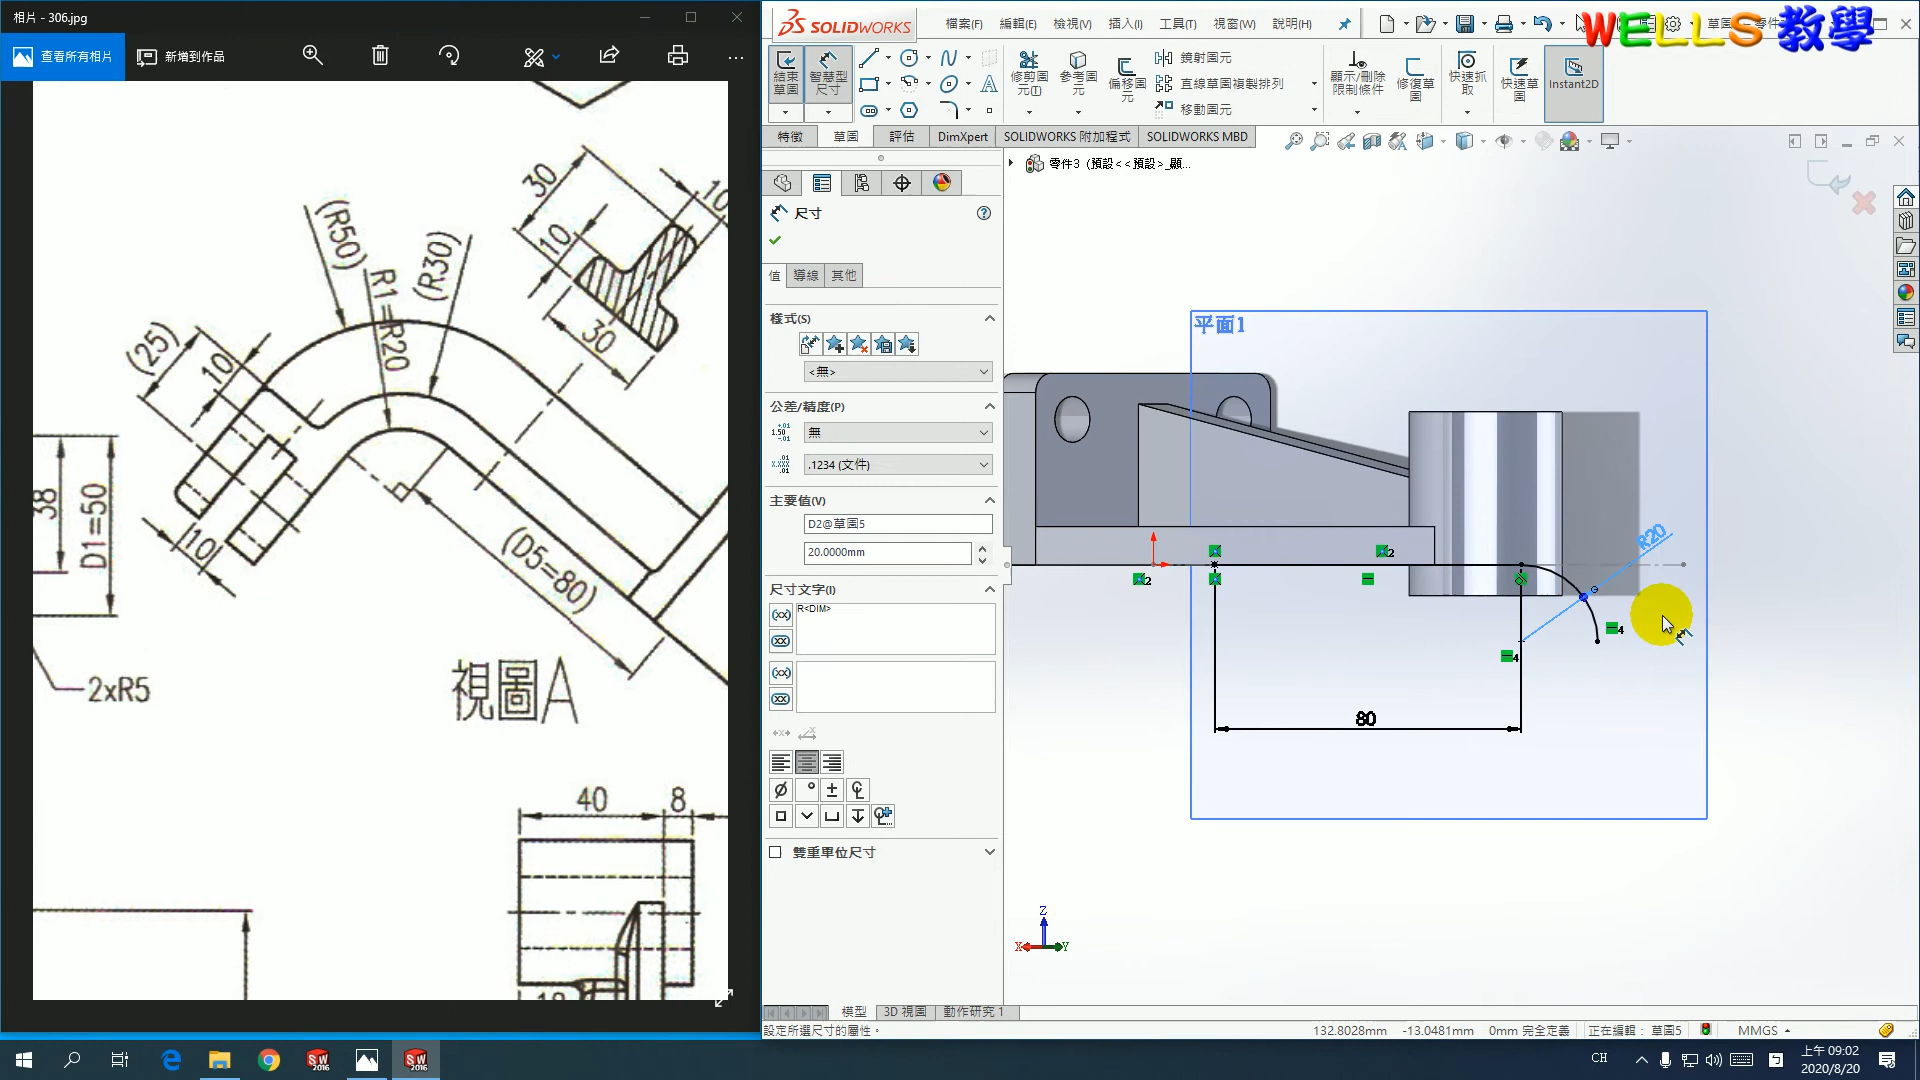 相片 - 306.jpg
查看所有相片
新增到作品
30
10
10
30
(R50)
R1=R20
(R30)
(25)
10
38
D1=50
10
(D5=80)
2xR5
視圖A
40
8
SOLIDWORKS
檔案(F)
編輯(E)
檢視(V)
插入(I)
工具(T)
視窗(W)
說明(H)
WELLS 教學
結束草圖
智慧型尺寸
修剪圖元(T)
參考圖元
偏移圖元
鏡射圖元
直線草圖複製排列
移動圖元
顯示/刪除限制條件
修復草圖
快速抓取
快速草圖
Instant2D
特徵
草圖
評估
DimXpert
SOLIDWORKS 附加程式
SOLIDWORKS MBD
零件3 (預設<<預設>_顯...
尺寸
值
導線
其他
樣式(S)
<無>
公差/精度(P)
無
.1234 (文件)
主要值(V)
D2@草圖5
20.0000mm
尺寸文字(I)
R<DIM>
雙重單位尺寸
平面1
R20
2
2
4
4
80
Z
X
Y
模型
3D 視圖
動作研究 1
設定所選尺寸的屬性。
132.8028mm
-13.0481mm
0mm 完全定義
正在編輯： 草圖5
MMGS
CH
上午 09:02
2020/8/20